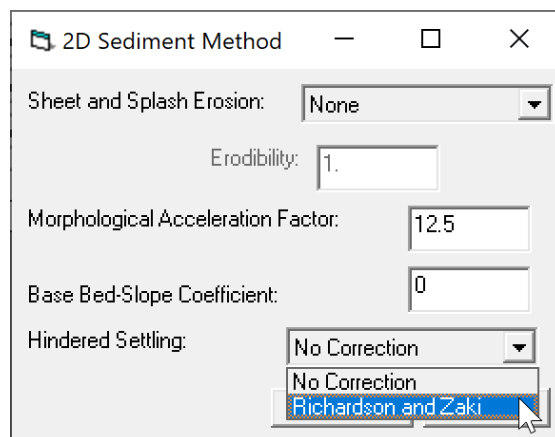 2D Sediment Method
Sheet and Splash Erosion: None
Erodibility: 1.
Morphological Acceleration Factor: 12.5
Base Bed-Slope Coefficient: 0
Hindered Settling: No Correction
No Correction
Richardson and Zaki